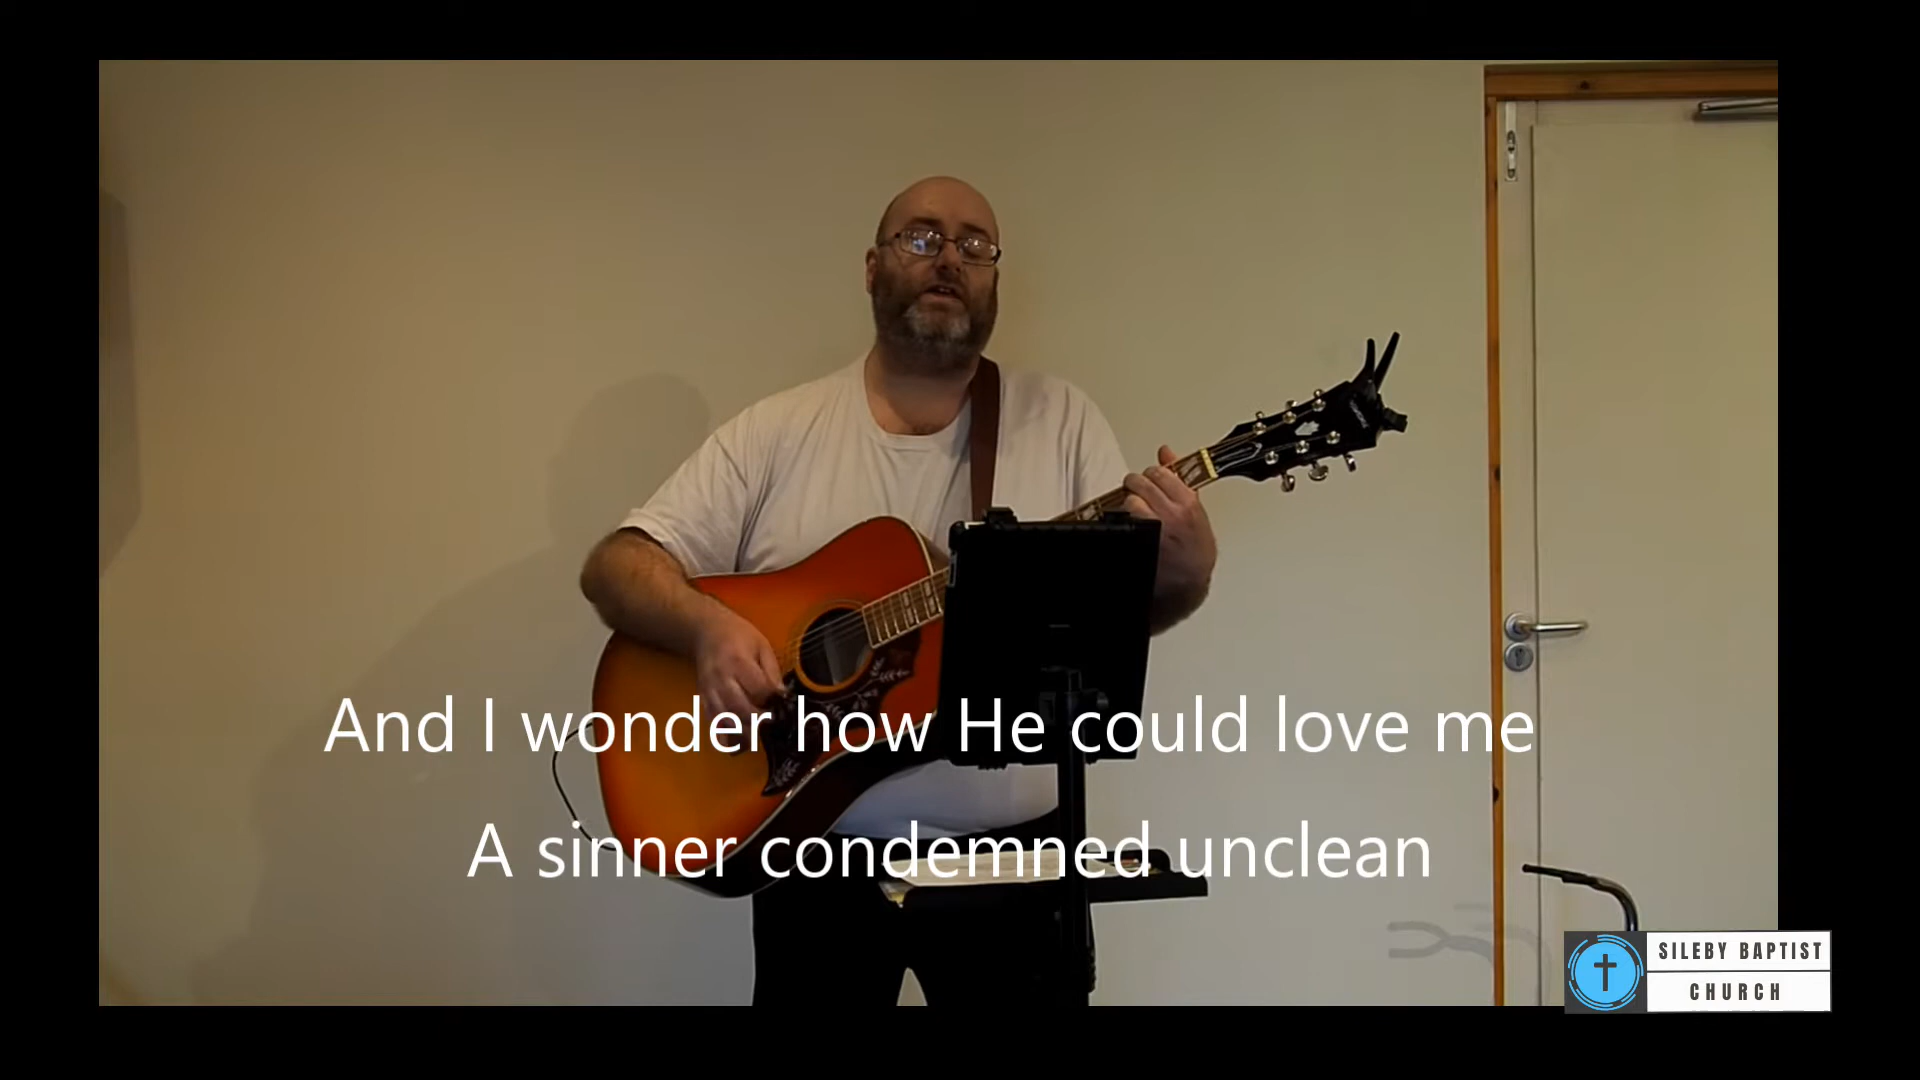 And I wonder how He could love me
A sinner condemned unclean
SILEBY BAPTIST
CHURCH